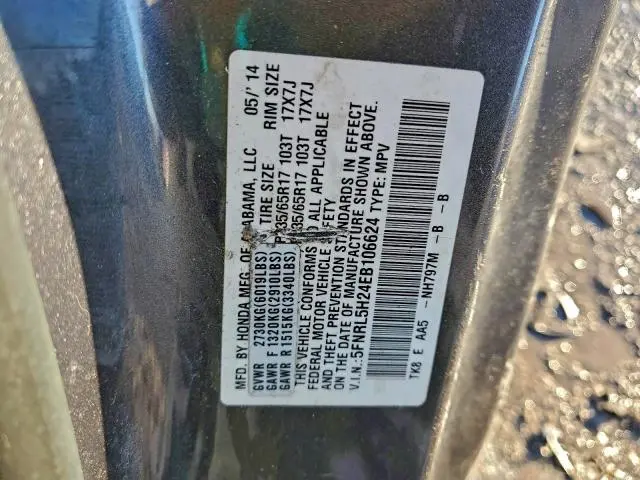 MFD. BY HONDA MFG. OF ALABAMA, LLC 05/'14
GVWR 2730KG(6019LBS) TIRE SIZE RIM SIZE
GAWR F 1320KG(2910LBS) P235/65R17 103T 17X7J
GAWR R 1515KG(3340LBS) P235/65R17 103T 17X7J
THIS VEHICLE CONFORMS TO ALL APPLICABLE
FEDERAL MOTOR VEHICLE SAFETY
AND THEFT PREVENTION STANDARDS IN EFFECT
ON THE DATE OF MANUFACTURE SHOWN ABOVE.
V.I.N.:5FNRL5H24EB106624 TYPE: MPV
TK8 E AA5 -NH797M -B -B